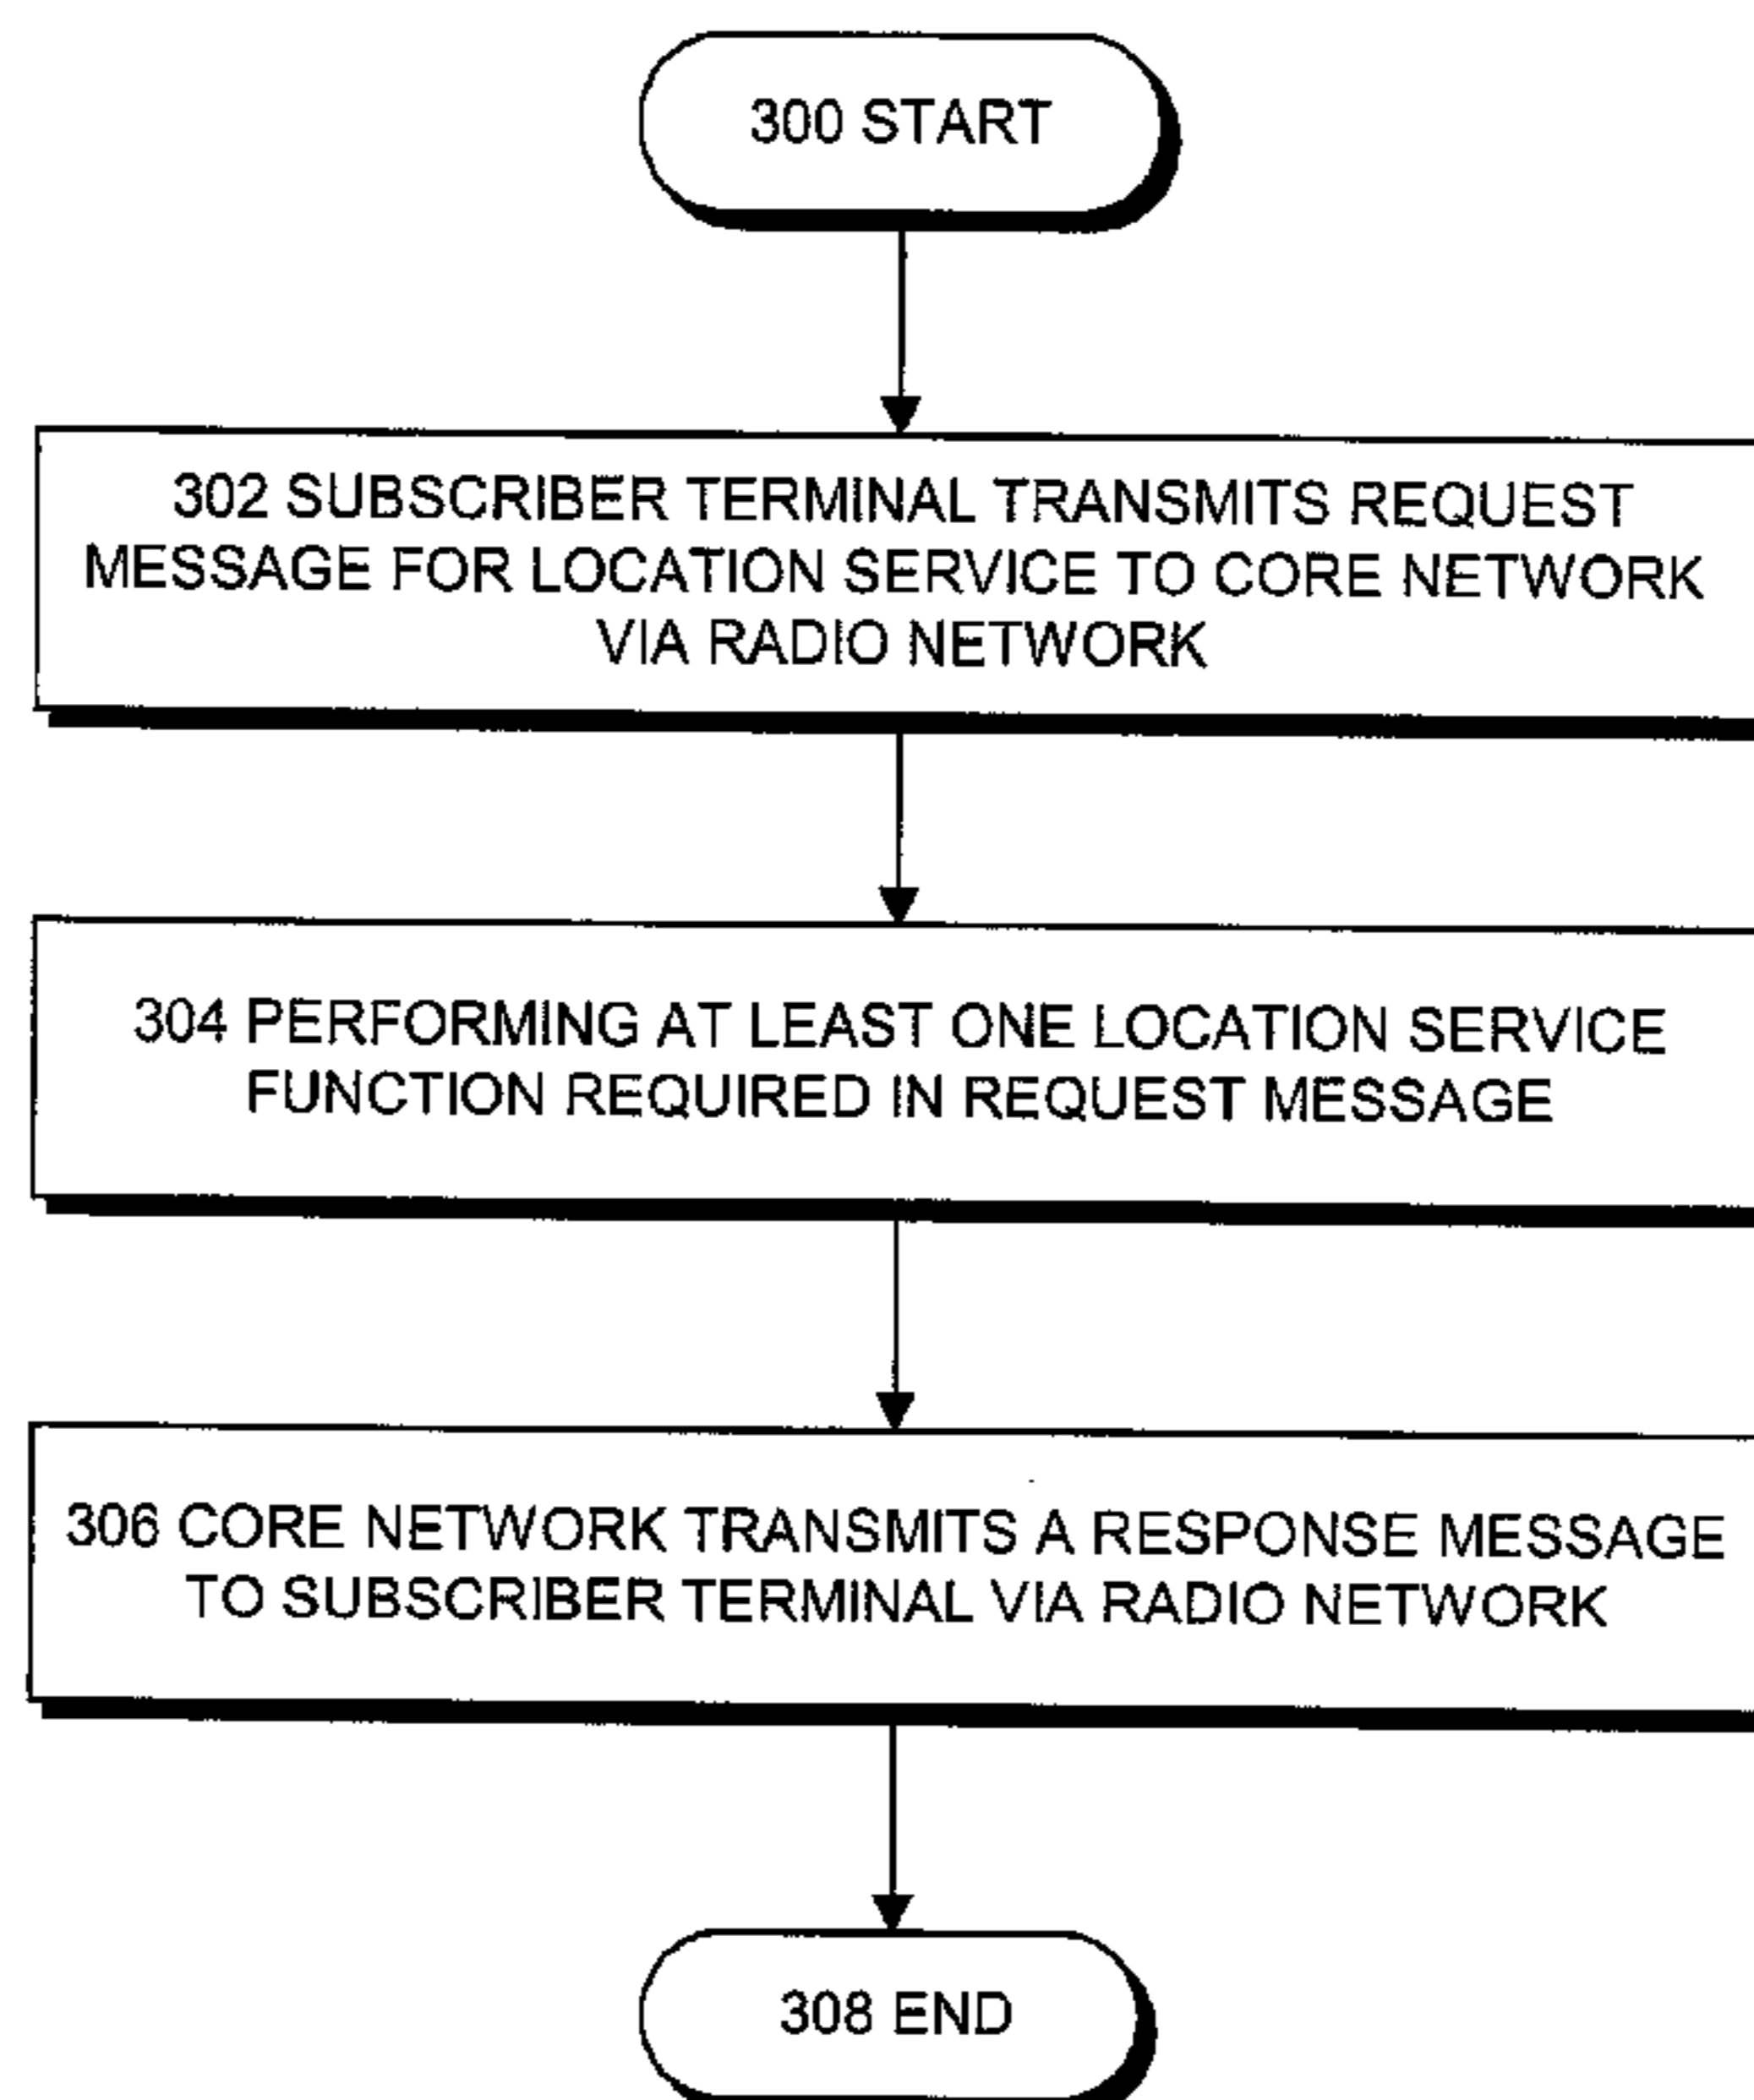 300 START
302 SUBSCRIBER TERMINAL TRANSMITS REQUEST
MESSAGE FOR LOCATION SERVICE TO CORE NETWORK
VIA RADIO NETWORK
304 PERFORMING AT LEAST ONE LOCATION SERVICE
FUNCTION REQUIRED IN REQUEST MESSAGE
306 CORE NETWORK TRANSMITS A RESPONSE MESSAGE
TO SUBSCRIBER TERMINAL VIA RADIO NETWORK
308 END